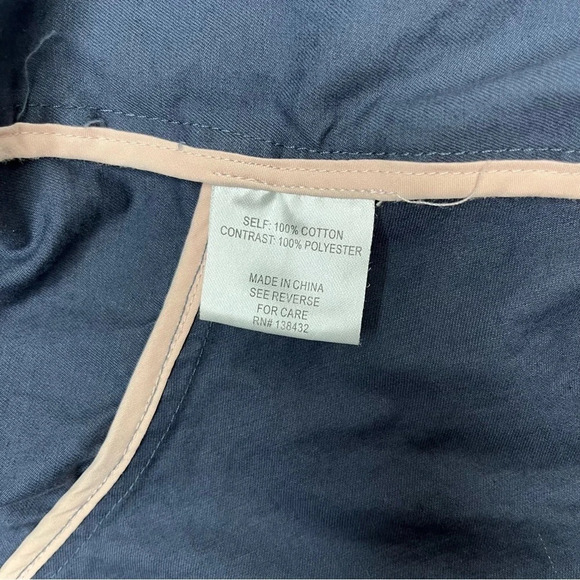 SELF: 100% COTTON
CONTRAST: 100% POLYESTER
MADE IN CHINA
SEE REVERSE
FOR CARE
RN# 138432